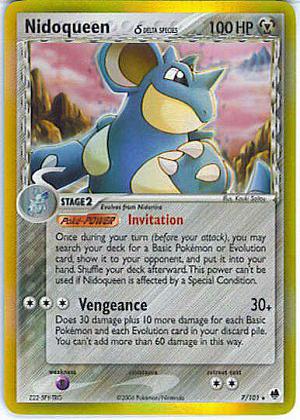 Nidoqueen δ DELTA SPECIES 100 HP
Illus. Kouki Saitou
STAGE 2 Evolves from Nidorina
Poké-POWER Invitation
Once during your turn (before your attack), you may
search your deck for a Basic Pokémon or Evolution
card, show it to your opponent, and put it into your
hand. Shuffle your deck afterward. This power can't be
used if Nidoqueen is affected by a Special Condition.
Vengeance 30+
Does 30 damage plus 10 more damage for each Basic
Pokémon and each Evolution card in your discard pile.
You can't add more than 60 damage in this way.
weakness resistance retreat cost
©2006 Pokémon/Nintendo 7/101 ★